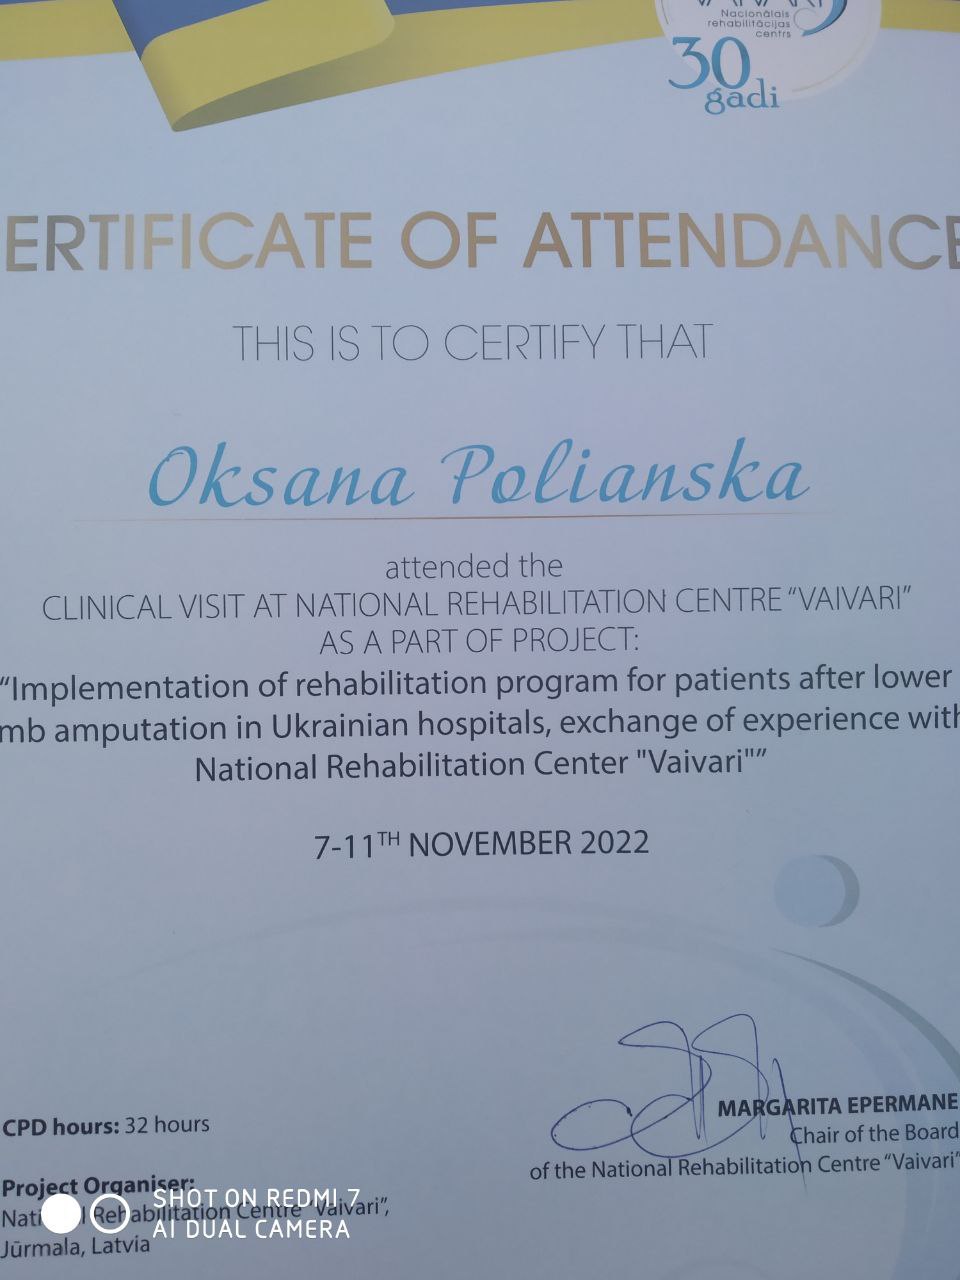 Nacionālais
rehabilitācijas
centrs
30
gadi
ERTIFICATE OF ATTENDANCE
THIS IS TO CERTIFY THAT
Oksana Polianska
attended the
CLINICAL VISIT AT NATIONAL REHABILITATION CENTRE “VAIVARI”
AS A PART OF PROJECT:
“Implementation of rehabilitation program for patients after lower
mb amputation in Ukrainian hospitals, exchange of experience with
National Rehabilitation Center "Vaivari"”
7-11TH NOVEMBER 2022
CPD hours: 32 hours
Project Organiser:
National Rehabilitation Centre “Vaivari”,
Jūrmala, Latvia
MARGARITA EPERMANE
Chair of the Board
of the National Rehabilitation Centre “Vaivari”
SHOT ON REDMI 7
AI DUAL CAMERA